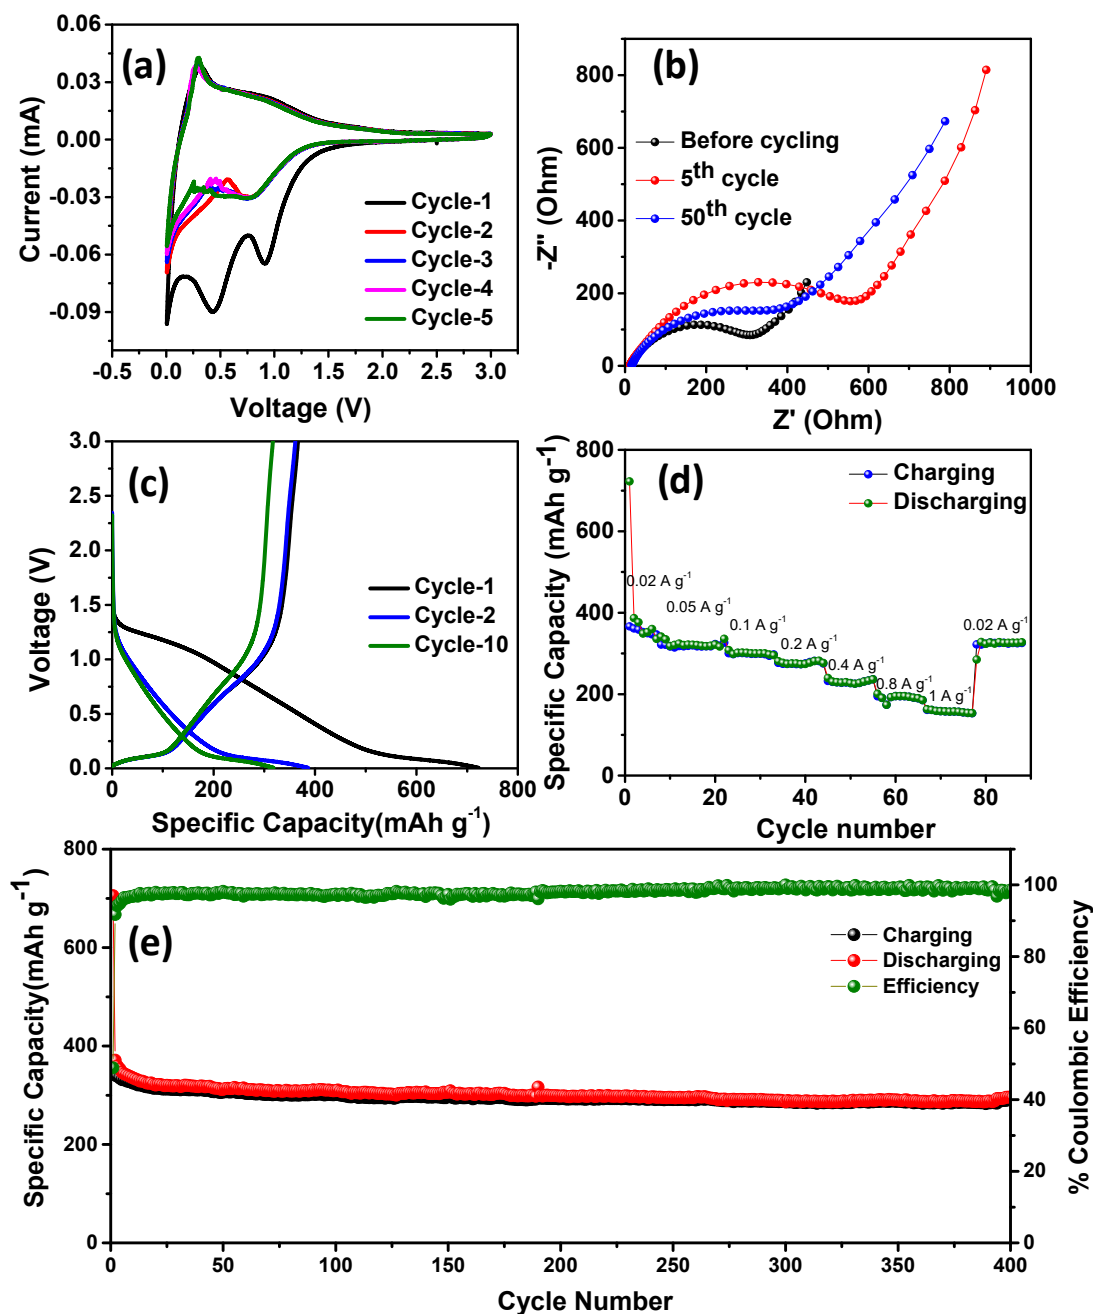 (a)
0.06
0.03
0.00
-0.03
-0.06
-0.09
Current (mA)
Cycle-1
Cycle-2
Cycle-3
Cycle-4
Cycle-5
-0.5 0.0 0.5 1.0 1.5 2.0 2.5 3.0
Voltage (V)
(b)
800
600
400
200
0
-Z'' (Ohm)
Before cycling
5th cycle
50th cycle
0 200 400 600 800 1000
Z' (Ohm)
(c)
3.0
2.5
2.0
1.5
1.0
0.5
0.0
Voltage (V)
Cycle-1
Cycle-2
Cycle-10
0 200 400 600 800
Specific Capacity(mAh g-1)
(d)
800
600
400
200
0
Specific Capacity (mAh g-1)
Charging
Discharging
0.02 A g-1
0.05 A g-1
0.1 A g-1
0.2 A g-1
0.4 A g-1
0.8 A g-1
1 A g-1
0.02 A g-1
0 20 40 60 80
Cycle number
(e)
800
600
400
200
0
Specific Capacity(mAh g-1)
Charging
Discharging
Efficiency
100
80
60
40
20
0
% Coulombic Efficiency
0 50 100 150 200 250 300 350 400
Cycle Number